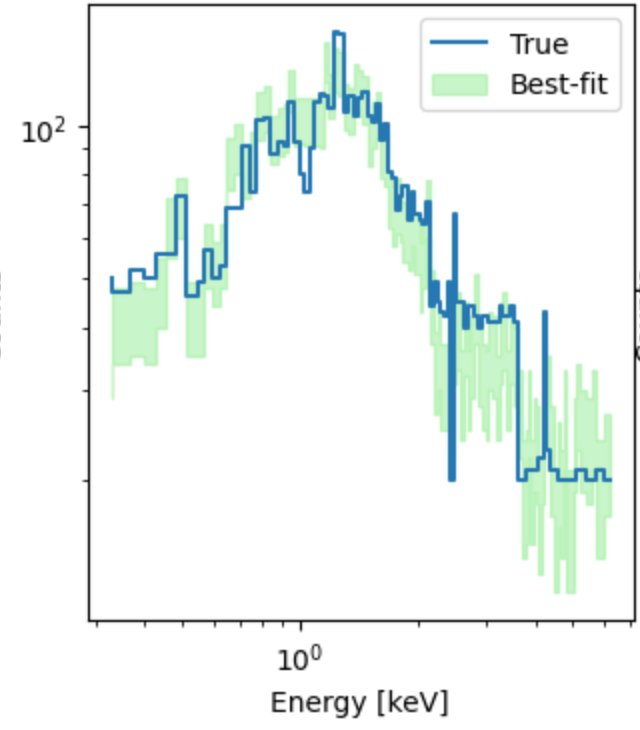 True
Best-fit
10²
10⁰
Energy [keV]